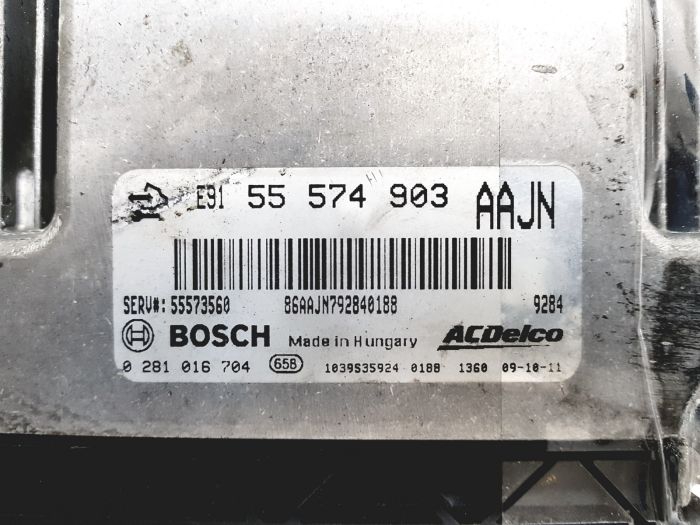 E91 55 574 903 AAJN
SERV#: 55573560 86AAJN792840188 9284
BOSCH Made in Hungary ACDelco
0 281 016 704 658 1039S35924 0188 1360 09-10-11